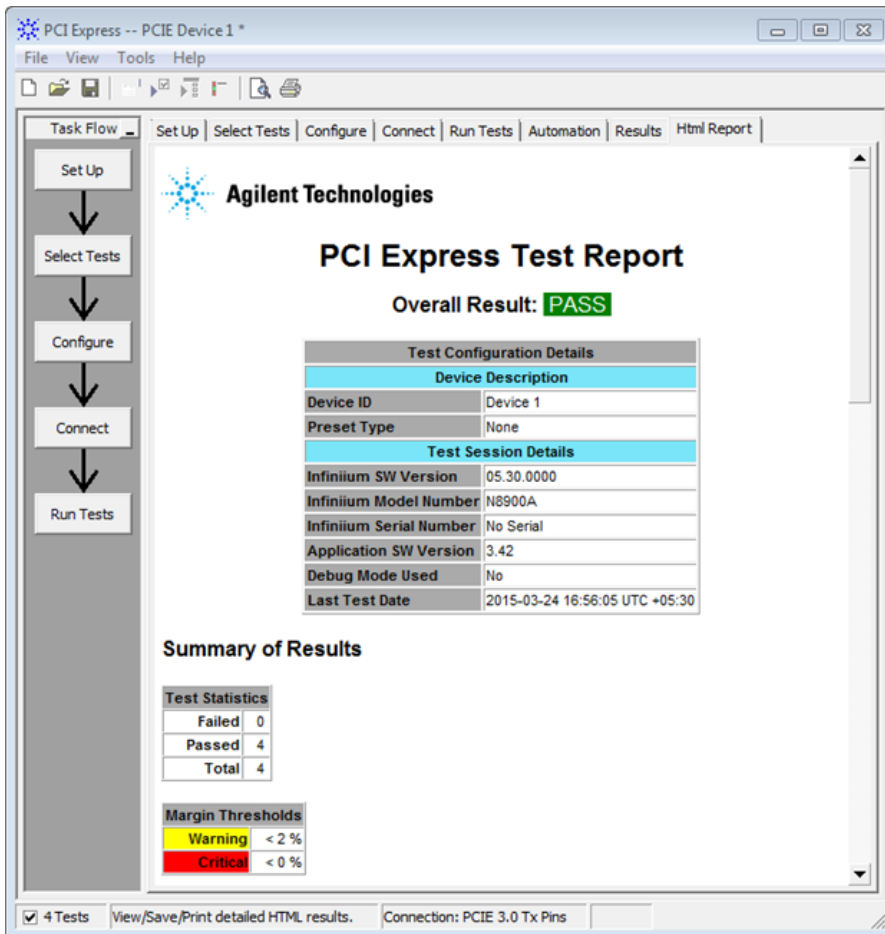 PCI Express -- PCIE Device 1 *
File View Tools Help
Task Flow
Set Up Select Tests Configure Connect Run Tests Automation Results Html Report
Set Up
Select Tests
Configure
Connect
Run Tests
Agilent Technologies
PCI Express Test Report
Overall Result: PASS
Test Configuration Details
Device Description
Device ID Device 1
Preset Type None
Test Session Details
Infiniium SW Version 05.30.0000
Infiniium Model Number N8900A
Infiniium Serial Number No Serial
Application SW Version 3.42
Debug Mode Used No
Last Test Date 2015-03-24 16:56:05 UTC +05:30
Summary of Results
Test Statistics
Failed 0
Passed 4
Total 4
Margin Thresholds
Warning < 2 %
Critical < 0 %
4 Tests View/Save/Print detailed HTML results. Connection: PCIE 3.0 Tx Pins